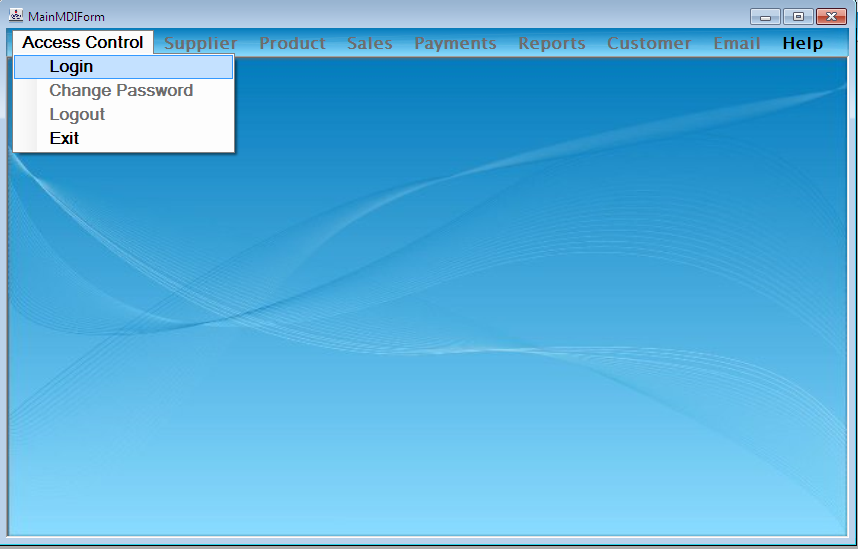 MainMDIForm
Access Control Supplier Product Sales Payments Reports Customer Email Help
Login
Change Password
Logout
Exit